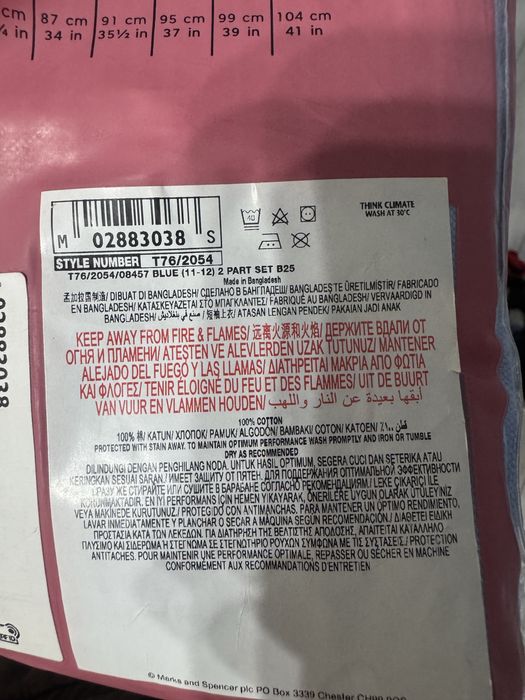 cm 87 cm 91 cm 95 cm 99 cm 104 cm
in 34 in 35½ in 37 in 39 in 41 in
M 02883038 S
THINK CLIMATE
WASH AT 30°C
STYLE NUMBER T76/2054
T76/2054/08457 BLUE (11-12) 2 PART SET B25
Made in Bangladesh
孟加拉国制造/ DIBUAT DI BANGLADESH/ СДЕЛАНО В БАНГЛАДЕШ/ BANGLADEŞ'TE ÜRETİLMİŞTİR/ FABRICADO
EN BANGLADESH/ ΚΑΤΑΣΚΕΥΑΖΕΤΑΙ ΣΤΟ ΜΠΑΓΚΛΑΝΤΕΣ/ FABRIQUÉ AU BANGLADESH/ VERVAARDIGD IN
BANGLADESH/ صنع في بنغلاديش/ 短袖上衣/ ATASAN LENGAN PENDEK/ PAKAIAN JADI ANAK
KEEP AWAY FROM FIRE & FLAMES/ 远离火源和火焰/ ДЕРЖИТЕ ВДАЛИ ОТ
ОГНЯ И ПЛАМЕНИ/ ATEŞTEN VE ALEVLERDEN UZAK TUTUNUZ/ MANTENER
ALEJADO DEL FUEGO Y LAS LLAMAS/ ΔΙΑΤΗΡΕΙΤΑΙ ΜΑΚΡΙΑ ΑΠΟ ΦΩΤΙΑ
ΚΑΙ ΦΛΟΓΕΣ/ TENIR ÉLOIGNÉ DU FEU ET DES FLAMMES/ UIT DE BUURT
VAN VUUR EN VLAMMEN HOUDEN/ أبقها بعيدة عن النار و اللهب
100% COTTON
100% 棉/ KATUN/ ХЛОПОК/ PAMUK/ ALGODÓN/ ΒΑΜΒΑΚΙ/ COTON/ KATOEN/ قطن ٪١٠٠
PROTECTED WITH STAIN AWAY. TO MAINTAIN OPTIMUM PERFORMANCE WASH PROMPTLY AND IRON OR TUMBLE
DRY AS RECOMMENDED
DILINDUNGI DENGAN PENGHILANG NODA. UNTUK HASIL OPTIMUM, SEGERA CUCI DAN SETERIKA ATAU
KERINGKAN SESUAI SARAN./ ИМЕЕТ ЗАЩИТУ ОТ ПЯТЕН. ДЛЯ ПОДДЕРЖАНИЯ ОПТИМАЛЬНОЙ ЭФФЕКТИВНОСТИ
СРАЗУ ЖЕ СТИРАЙТЕ ИЛИ СУШИТЕ В БАРАБАНЕ СОГЛАСНО РЕКОМЕНДАЦИЯМ./ LEKE ÇIKARICI İLE
KORUNMAKTADIR. EN İYİ PERFORMANS İÇİN HEMEN YIKAYARAK, ÖNERİLERE UYGUN OLARAK ÜTÜLEYİNİZ
VEYA MAKİNEDE KURUTUNUZ./ PROTEGIDO CON ANTIMANCHAS. PARA MANTENER UN ÓPTIMO RENDIMIENTO,
LAVAR INMEDIATAMENTE Y PLANCHAR O SECAR A MÁQUINA SEGÚN RECOMENDACIÓN./ ΔΙΑΘΕΤΕΙ ΕΙΔΙΚΗ
ΠΡΟΣΤΑΣΙΑ ΚΑΤΑ ΤΩΝ ΛΕΚΕΔΩΝ. ΓΙΑ ΔΙΑΤΗΡΗΣΗ ΤΗΣ ΒΕΛΤΙΣΤΗΣ ΑΠΟΔΟΣΗΣ, ΑΠΑΙΤΕΙΤΑΙ ΚΑΤΑΛΛΗΛΟ
ΠΛΥΣΙΜΟ ΚΑΙ ΣΙΔΕΡΩΜΑ Ή ΣΤΕΓΝΩΜΑ ΣΕ ΣΤΕΓΝΩΤΗΡΙΟ ΡΟΥΧΩΝ ΣΥΜΦΩΝΑ ΜΕ ΤΙΣ ΣΥΣΤΑΣΕΙΣ./ PROTECTION
ANTITACHES. POUR MAINTENIR UNE PERFORMANCE OPTIMALE, REPASSER OU SÉCHER EN MACHINE
CONFORMÉMENT AUX RECOMMANDATIONS D'ENTRETIEN
© Marks and Spencer plc PO Box 3339 Chester